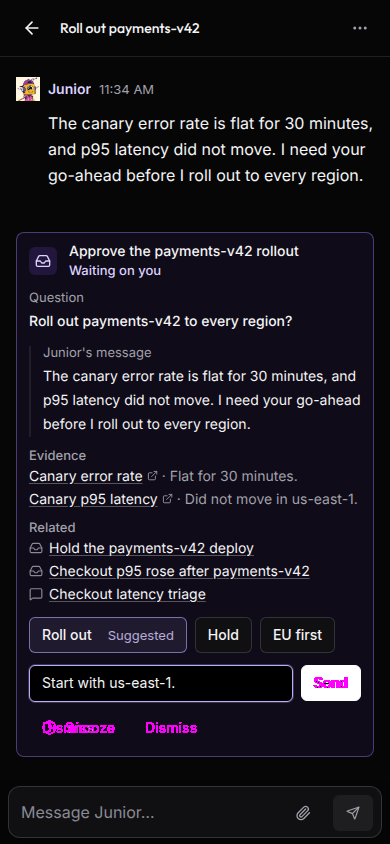 Roll out payments-v42
Junior 11:34 AM
The canary error rate is flat for 30 minutes,
and p95 latency did not move. I need your
go-ahead before I roll out to every region.
Approve the payments-v42 rollout
Waiting on you
Question
Roll out payments-v42 to every region?
Junior's message
The canary error rate is flat for 30 minutes, and
p95 latency did not move. I need your go-ahead
before I roll out to every region.
Evidence
Canary error rate · Flat for 30 minutes.
Canary p95 latency · Did not move in us-east-1.
Related
Hold the payments-v42 deploy
Checkout p95 rose after payments-v42
Checkout latency triage
Roll out Suggested Hold EU first
Start with us-east-1. Send
Snooze Dismiss
Message Junior...